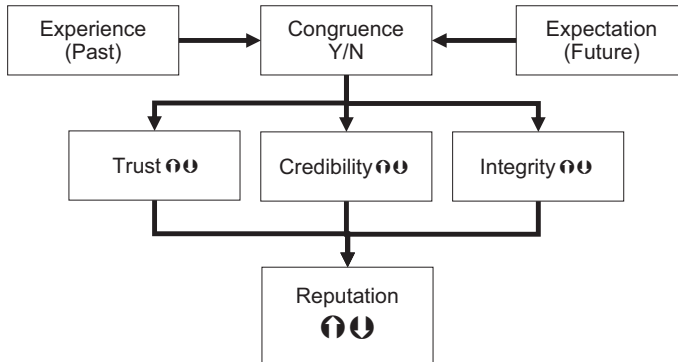 Experience
(Past)
Congruence
Y/N
Expectation
(Future)
Trust
Credibility
Integrity
Reputation